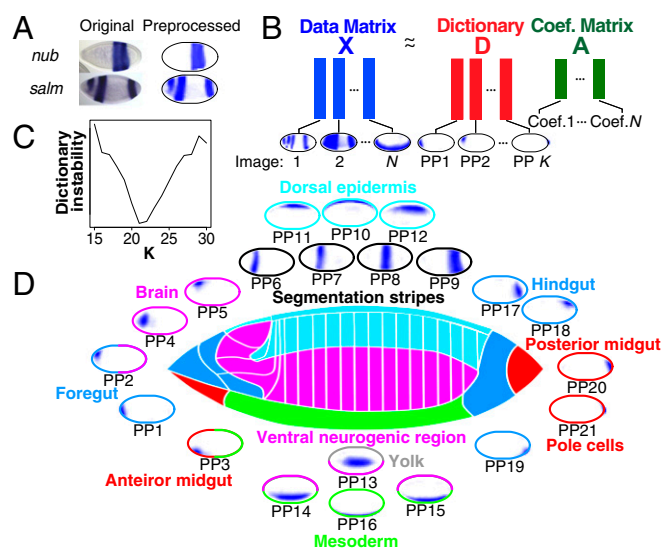 A
Original Preprocessed
nub
salm
B
Data Matrix
X
≈
Dictionary
D
Coef. Matrix
A
...
...
...
Coef.1 ... Coef.N
... ...
Image: 1 2 N PP1 PP2 PP K
C
Dictionary
instability
15 20 25 30
K
Dorsal epidermis
PP11 PP10 PP12
PP6 PP7 PP8 PP9
Segmentation stripes
D
Brain
PP5
PP4
PP2
Foregut
PP1
PP3
Anteiror midgut
Hindgut
PP17
PP18
Posterior midgut
PP20
PP21
Pole cells
PP19
Ventral neurogenic region
Yolk
PP13
PP14 PP16 PP15
Mesoderm